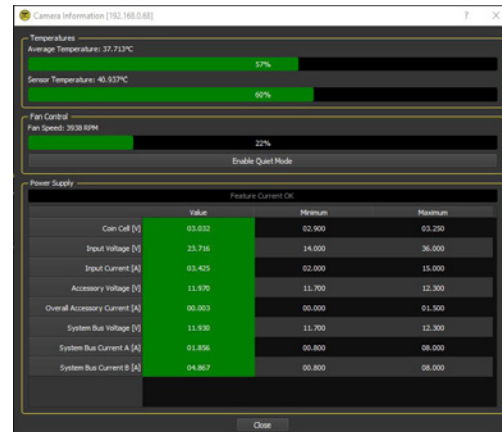 Camera Information [192.168.0.68]
? X
Temperatures
Average Temperature: 37.713°C
57%
Sensor Temperature: 40.937°C
60%
Fan Control
Fan Speed: 3938 RPM
22%
Enable Quiet Mode
Power Supply
Feature Current OK
Value Minimum Maximum
Coin Cell [V] 03.032 02.900 03.250
Input Voltage [V] 23.716 14.000 36.000
Input Current [A] 03.425 02.000 15.000
Accessory Voltage [V] 11.970 11.700 12.300
Overall Accessory Current [A] 00.003 00.000 01.500
System Bus Voltage [V] 11.930 11.700 12.300
System Bus Current A [A] 01.856 00.800 08.000
System Bus Current B [A] 04.867 00.800 08.000
Close